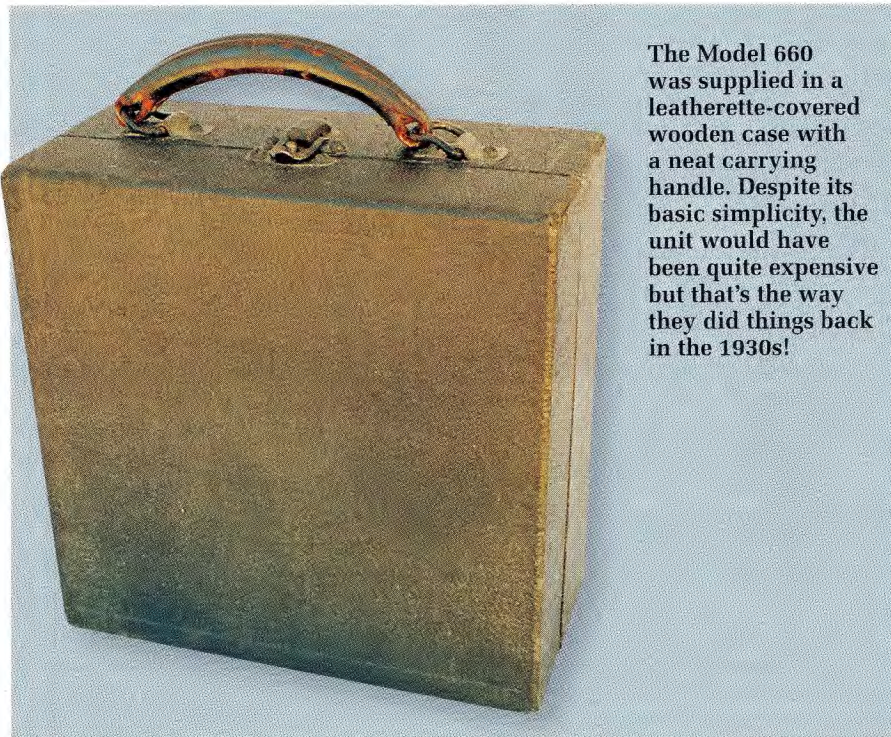 The Model 660
was supplied in a
leatherette-covered
wooden case with
a neat carrying
handle. Despite its
basic simplicity, the
unit would have
been quite expensive
but that's the way
they did things back
in the 1930s!